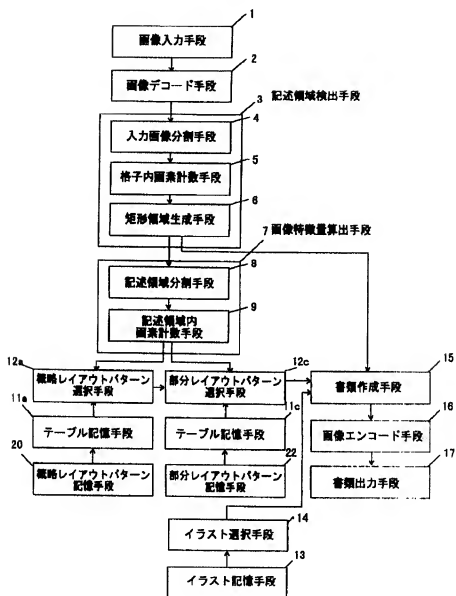 1
画像入力手段
2
画像デコード手段
3 記述領域検出手段
4
入力画像分割手段
5
格子内画素計数手段
6
矩形領域生成手段
7 画像特徴量算出手段
8
記述領域分割手段
9
記述領域内
画素計数手段
12a
概略レイアウトパターン
選択手段
12c
部分レイアウトパターン
選択手段
15
書類作成手段
11a
テーブル記憶手段
11c
テーブル記憶手段
16
画像エンコード手段
20
概略レイアウトパターン
記憶手段
22
部分レイアウトパターン
記憶手段
17
書類出力手段
14
イラスト選択手段
13
イラスト記憶手段